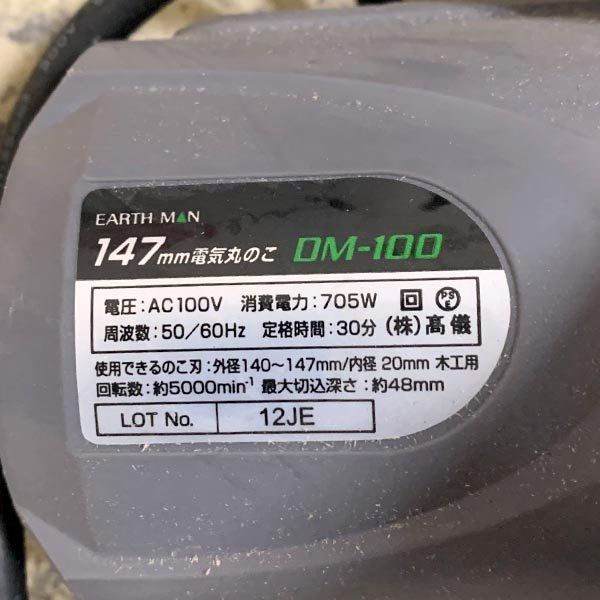 EARTH MAN
147mm電気丸のこ DM-100
電圧:AC100V 消費電力:705W PSE
周波数:50/60Hz 定格時間:30分 (株)髙儀
使用できるのこ刃:外径140~147mm/内径 20mm 木工用
回転数:約5000min⁻¹ 最大切込深さ:約48mm
LOT No. 12JE